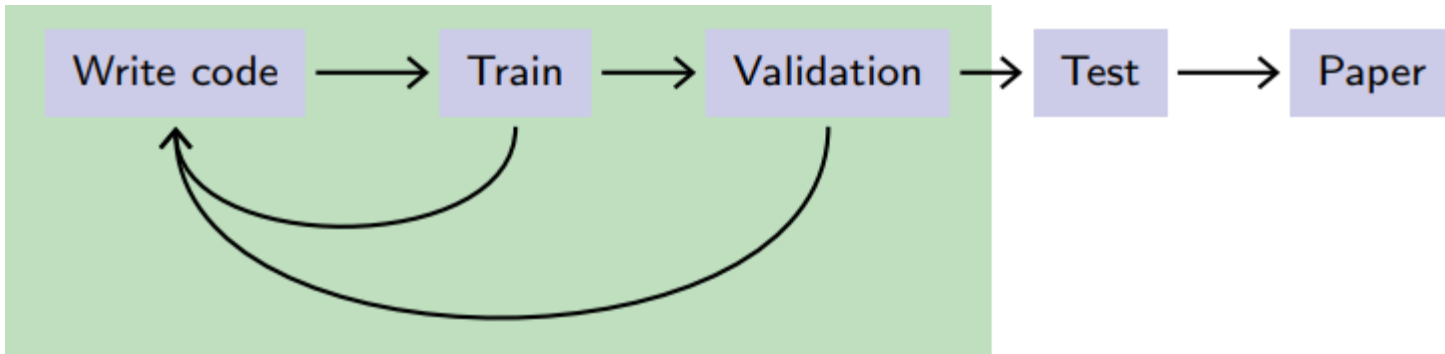 Write code
Train
Validation
Test
Paper